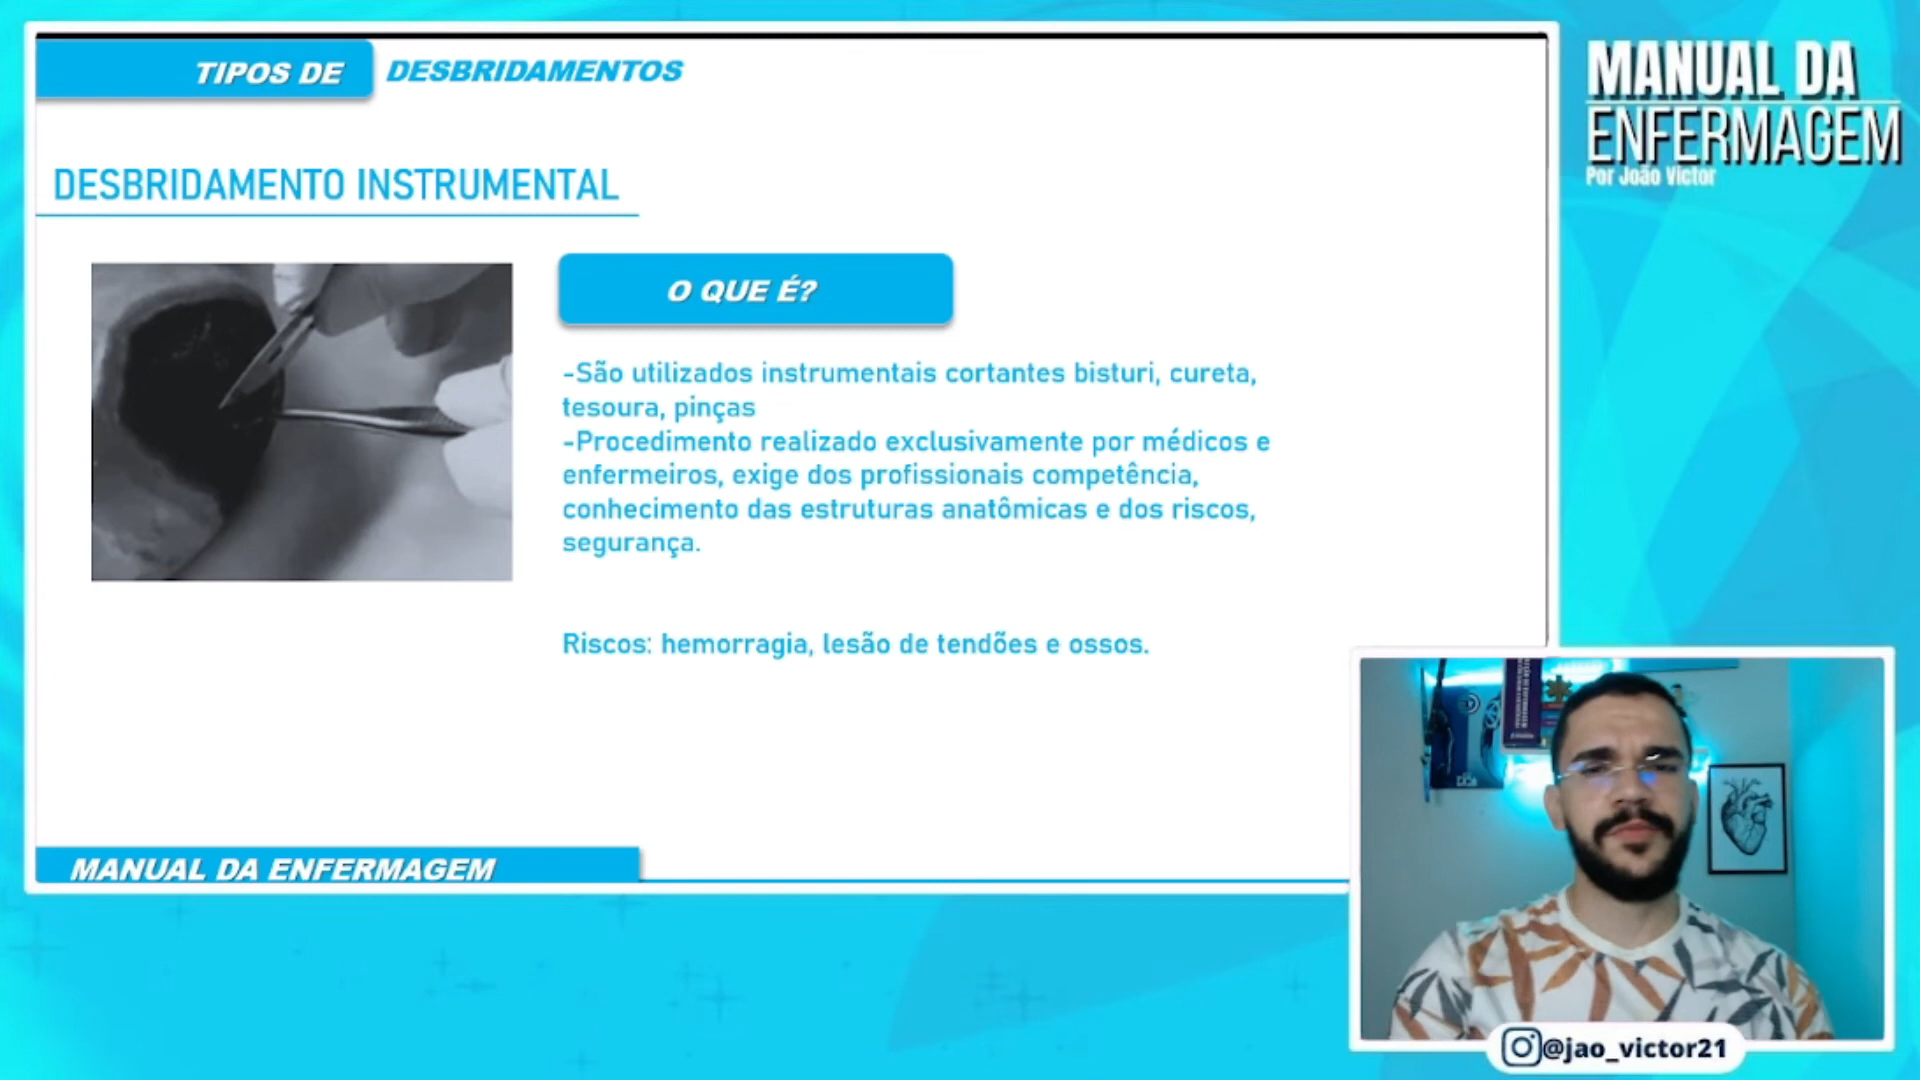 TIPOS DE DESBRIDAMENTOS
MANUAL DA
ENFERMAGEM
Por João Victor
DESBRIDAMENTO INSTRUMENTAL
O QUE É?
-São utilizados instrumentais cortantes bisturi, cureta,
tesoura, pinças
-Procedimento realizado exclusivamente por médicos e
enfermeiros, exige dos profissionais competência,
conhecimento das estruturas anatômicas e dos riscos,
segurança.
Riscos: hemorragia, lesão de tendões e ossos.
MANUAL DA ENFERMAGEM
@jao_victor21